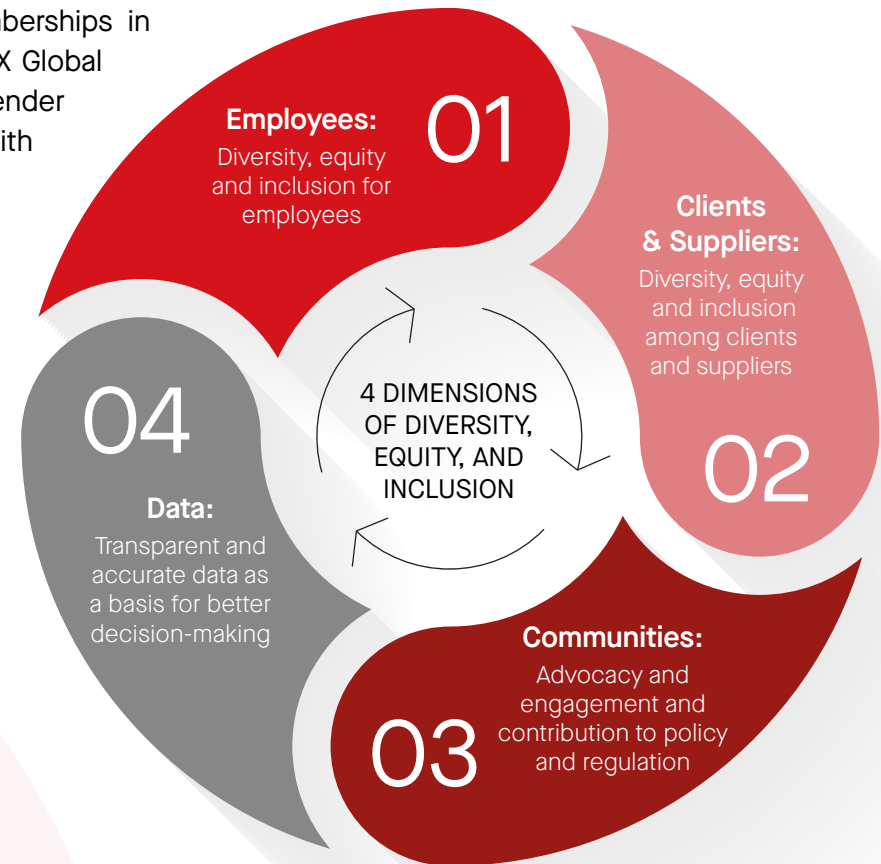 in
X Global
4 DIMENSIONS
OF DIVERSITY,
EQUITY, AND
INCLUSION
01
Employees:
Diversity, equity
and inclusion for
employees
02
Clients
& Suppliers:
Diversity, equity
and inclusion
among clients
and suppliers
03
Communities:
Advocacy and
engagement and
contribution to policy
and regulation
04
Data:
Transparent and
accurate data as
a basis for better
decision-making